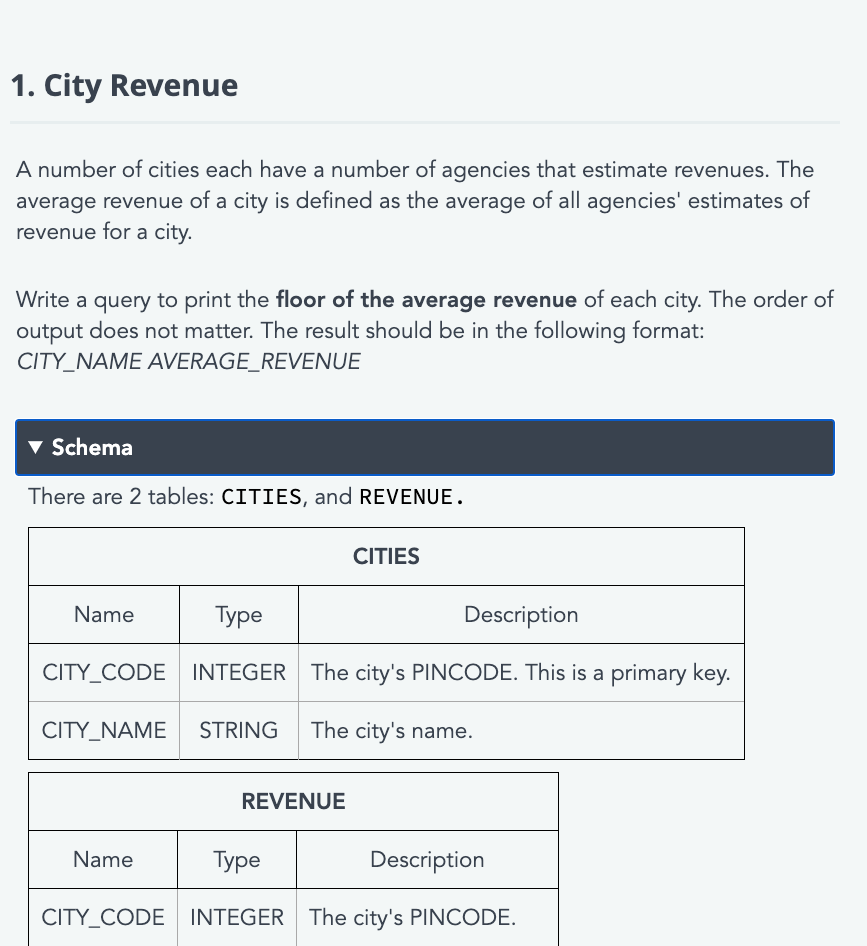 1. City Revenue
A number of cities each have a number of agencies that estimate revenues. The
average revenue of a city is defined as the average of all agencies' estimates of
revenue for a city.
Write a query to print the floor of the average revenue of each city. The order of
output does not matter. The result should be in the following format:
CITY_NAME AVERAGE_REVENUE
▼ Schema
There are 2 tables: CITIES, and REVENUE.
CITIES
Name Type Description
CITY_CODE INTEGER The city's PINCODE. This is a primary key.
CITY_NAME STRING The city's name.
REVENUE
Name Type Description
CITY_CODE INTEGER The city's PINCODE.